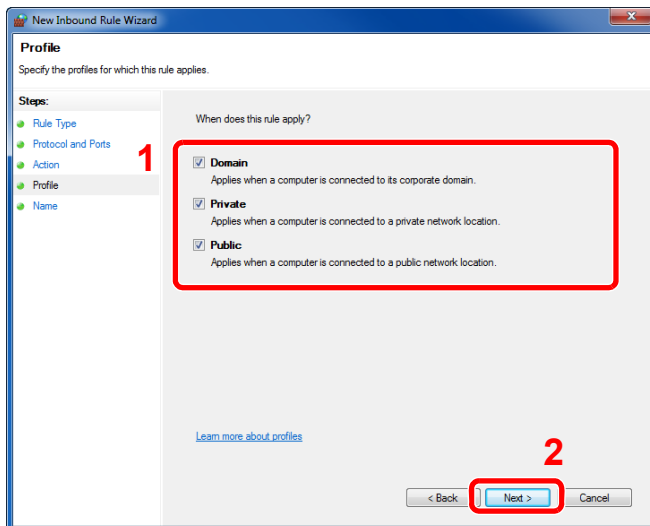 New Inbound Rule Wizard
Profile
Specify the profiles for which this rule applies.
Steps:
Rule Type
Protocol and Ports
Action
Profile
Name
When does this rule apply?
1
Domain
Applies when a computer is connected to its corporate domain.
Private
Applies when a computer is connected to a private network location.
Public
Applies when a computer is connected to a public network location.
Learn more about profiles
2
< Back Next > Cancel